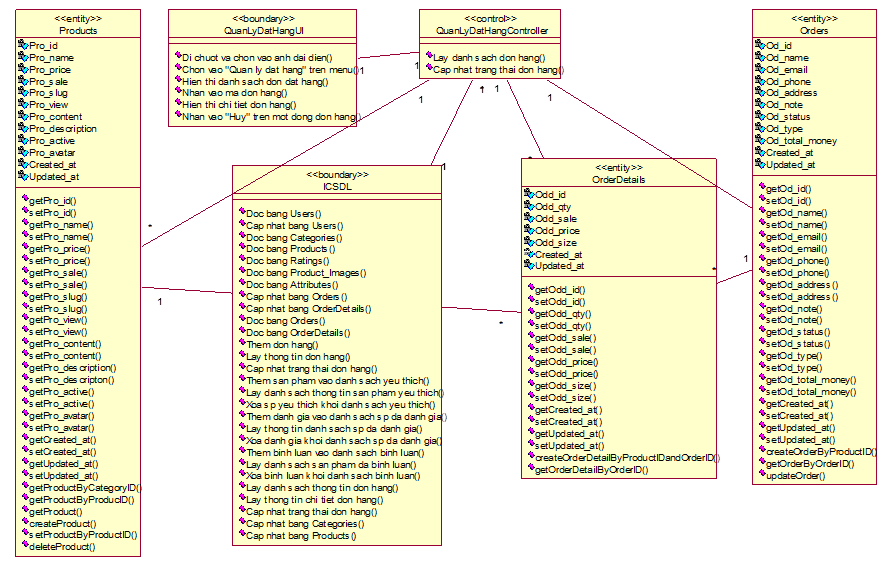 <<entity>>
Products
Pro_id
Pro_name
Pro_price
Pro_sale
Pro_slug
Pro_view
Pro_content
Pro_description
Pro_active
Pro_avatar
Created_at
Updated_at
getPro_id()
setPro_id()
getPro_name()
setPro_name()
getPro_price()
setPro_price()
getPro_sale()
setPro_sale()
getPro_slug()
setPro_slug()
getPro_view()
setPro_view()
getPro_content()
setPro_content()
getPro_description()
setPro_descripton()
getPro_active()
setPro_active()
getPro_avatar()
setPro_avatar()
getCreated_at()
setCreated_at()
getUpdated_at()
setUpdated_at()
getProductByCategoryID()
getProductByProducID()
getProduct()
createProduct()
setProductByProductID()
deleteProduct()
<<boundary>>
QuanLyDatHangUI
Di chuot va chon vao anh dai dien()
Chon vao "Quan ly dat hang" tren menu()
Hien thi danh sach don dat hang()
Nhan vao ma don hang()
Hien thi chi tiet don hang()
Nhan vao "Huy" tren mot dong don hang()
<<control>>
QuanLyDatHangController
Lay danh sach don hang()
Cap nhat trang thai don hang()
1
1
1
*
1
1
1
*
*
<<boundary>>
ICSDL
Doc bang Users()
Cap nhat bang Users()
Doc bang Categories()
Doc bang Products()
Doc bang Ratings()
Doc bang Product_Images()
Doc bang Attributes()
Cap nhat bang Orders()
Cap nhat bang OrderDetails()
Doc bang Orders()
Doc bang OrderDetails()
Them don hang()
Lay thong tin don hang()
Cap nhat trang thai don hang()
Them san pham vao danh sach yeu thich()
Lay danh sach thong tin san pham yeu thich()
Xoa sp yeu thich khoi danh sach yeu thich()
Them danh gia vao danh sach sp da danh gia()
Lay thong tin danh sach sp da danh gia()
Xoa danh gia khoi danh sach sp da danh gia()
Them binh luan vao danh sach binh luan()
Lay danh sach san pham da binh luan()
Xoa binh luan khoi danh sach binh luan()
Lay danh sach thong tin don hang()
Lay thong tin chi tiet don hang()
Cap nhat trang thai don hang()
Cap nhat bang Categories()
Cap nhat bang Products()
1
*
<<entity>>
OrderDetails
Odd_id
Odd_qty
Odd_sale
Odd_price
Odd_size
Created_at
Updated_at
getOdd_id()
setOdd_id()
getOdd_qty()
setOdd_qty()
getOdd_sale()
setOdd_sale()
getOdd_price()
setOdd_price()
getOdd_size()
setOdd_size()
getCreated_at()
setCreated_at()
getUpdated_at()
setUpdated_at()
createOrderDetailByProductIDandOrderID()
getOrderDetailByOrderID()
*
1
<<entity>>
Orders
Od_id
Od_name
Od_email
Od_phone
Od_address
Od_note
Od_status
Od_type
Od_total_money
Created_at
Updated_at
getOd_id()
setOd_id()
getOd_name()
setOd_name()
getOd_email()
setOd_email()
getOd_phone()
setOd_phone()
getOd_address()
setOd_address()
getOd_note()
setOd_note()
getOd_status()
setOd_status()
getOd_type()
setOd_type()
getOd_total_money()
setOd_total_money()
getCreated_at()
setCreated_at()
getUpdated_at()
setUpdated_at()
createOrderByProductID()
getOrderByOrderID()
updateOrder()